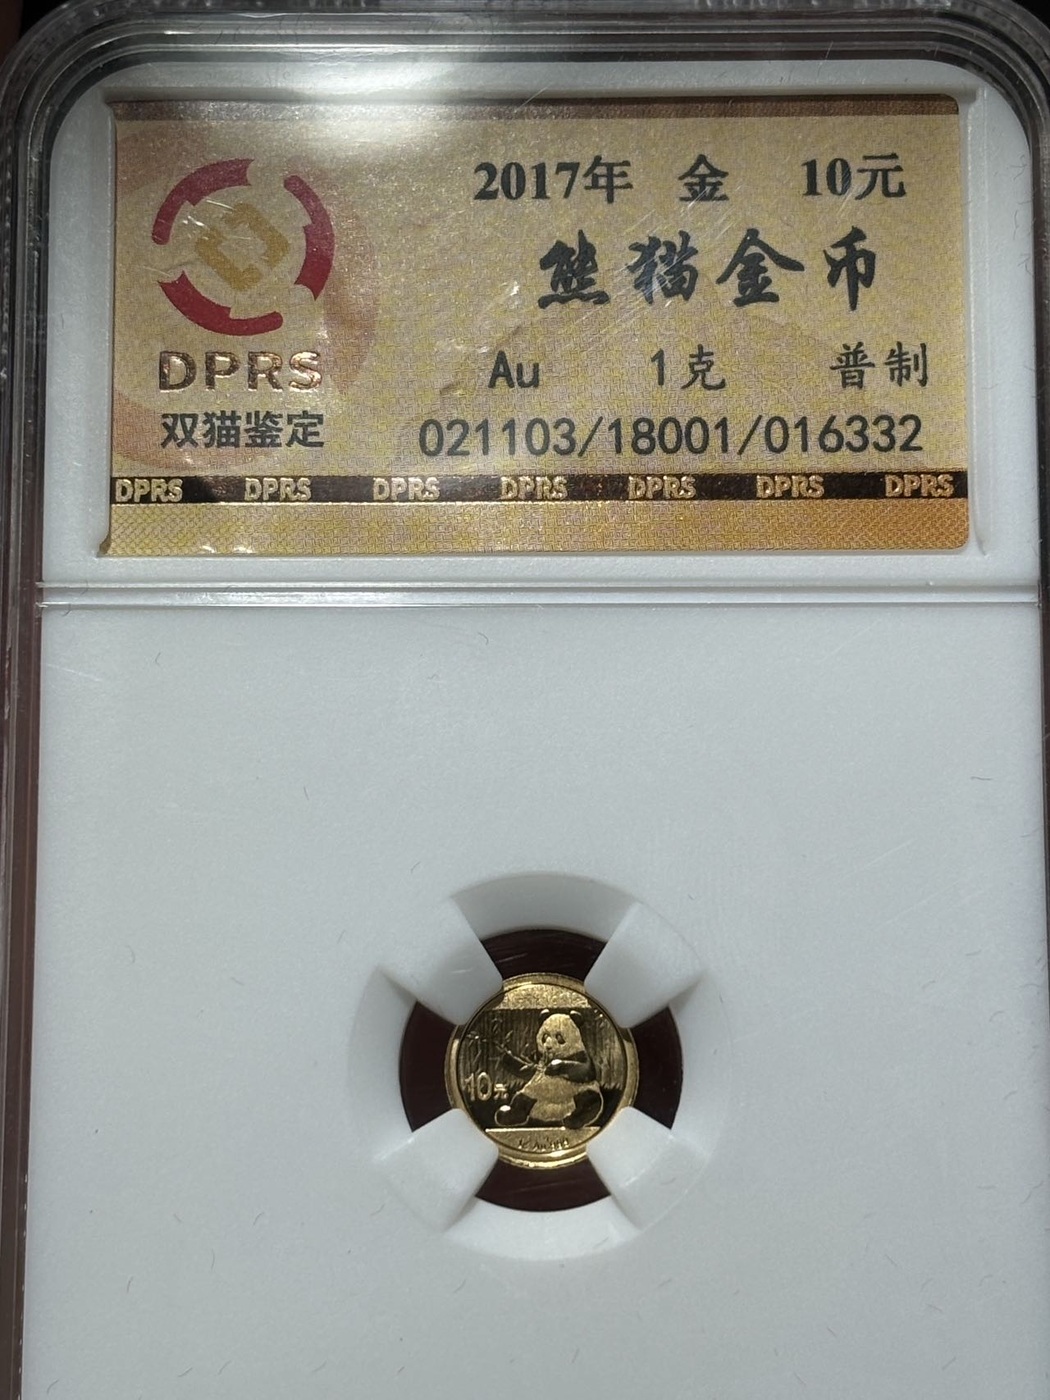 2017年 金 10元
熊猫金币
Au 1克 普制
021103/18001/016332
DPRS
双猫鉴定
DPRS DPRS DPRS DPRS DPRS DPRS DPRS
10元